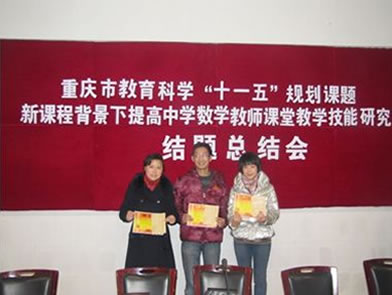 重庆市教育科学“十一五”规划课题
新课程背景下提高中学数学教师课堂教学技能研究
结题总结会